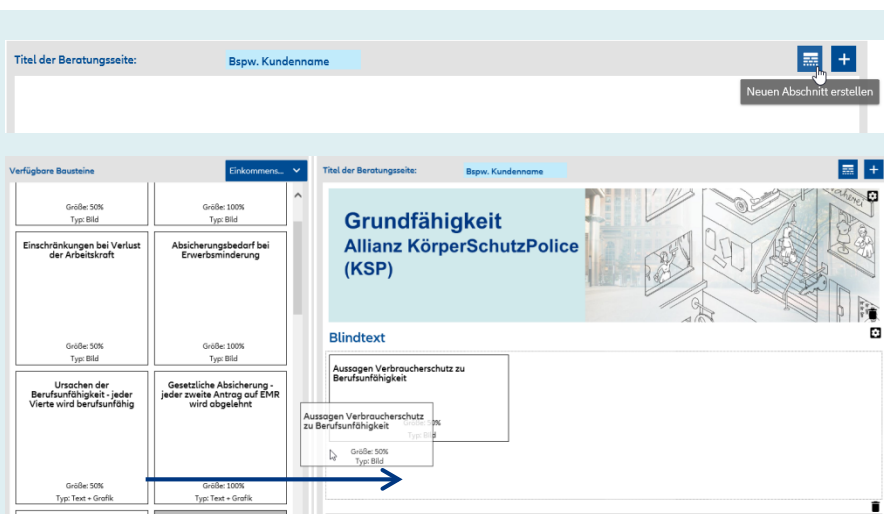 Titel der Beratungsseite:
Bspw. Kundenname
Neuen Abschnitt erstellen
Verfügbare Bausteine
Einkommens...
Größe: 50%
Typ: Bild
Größe: 100%
Typ: Bild
Einschränkungen bei Verlust
der Arbeitskraft
Größe: 50%
Typ: Bild
Absicherungsbedarf bei
Erwerbsminderung
Größe: 100%
Typ: Bild
Ursachen der
Berufsunfähigkeit - jeder
Vierte wird berufsunfähig
Größe: 50%
Typ: Text + Grafik
Gesetzliche Absicherung -
jeder zweite Antrag auf EMR
wird abgelehnt
Größe: 100%
Typ: Text + Grafik
Titel der Beratungsseite:
Bspw. Kundenname
Grundfähigkeit
Allianz KörperSchutzPolice
(KSP)
Blindtext
Aussagen Verbraucherschutz zu
Berufsunfähigkeit
Größe: 50%
Typ: Bild
Aussagen Verbraucherschutz
zu Berufsunfähigkeit
Größe: 50%
Typ: Bild